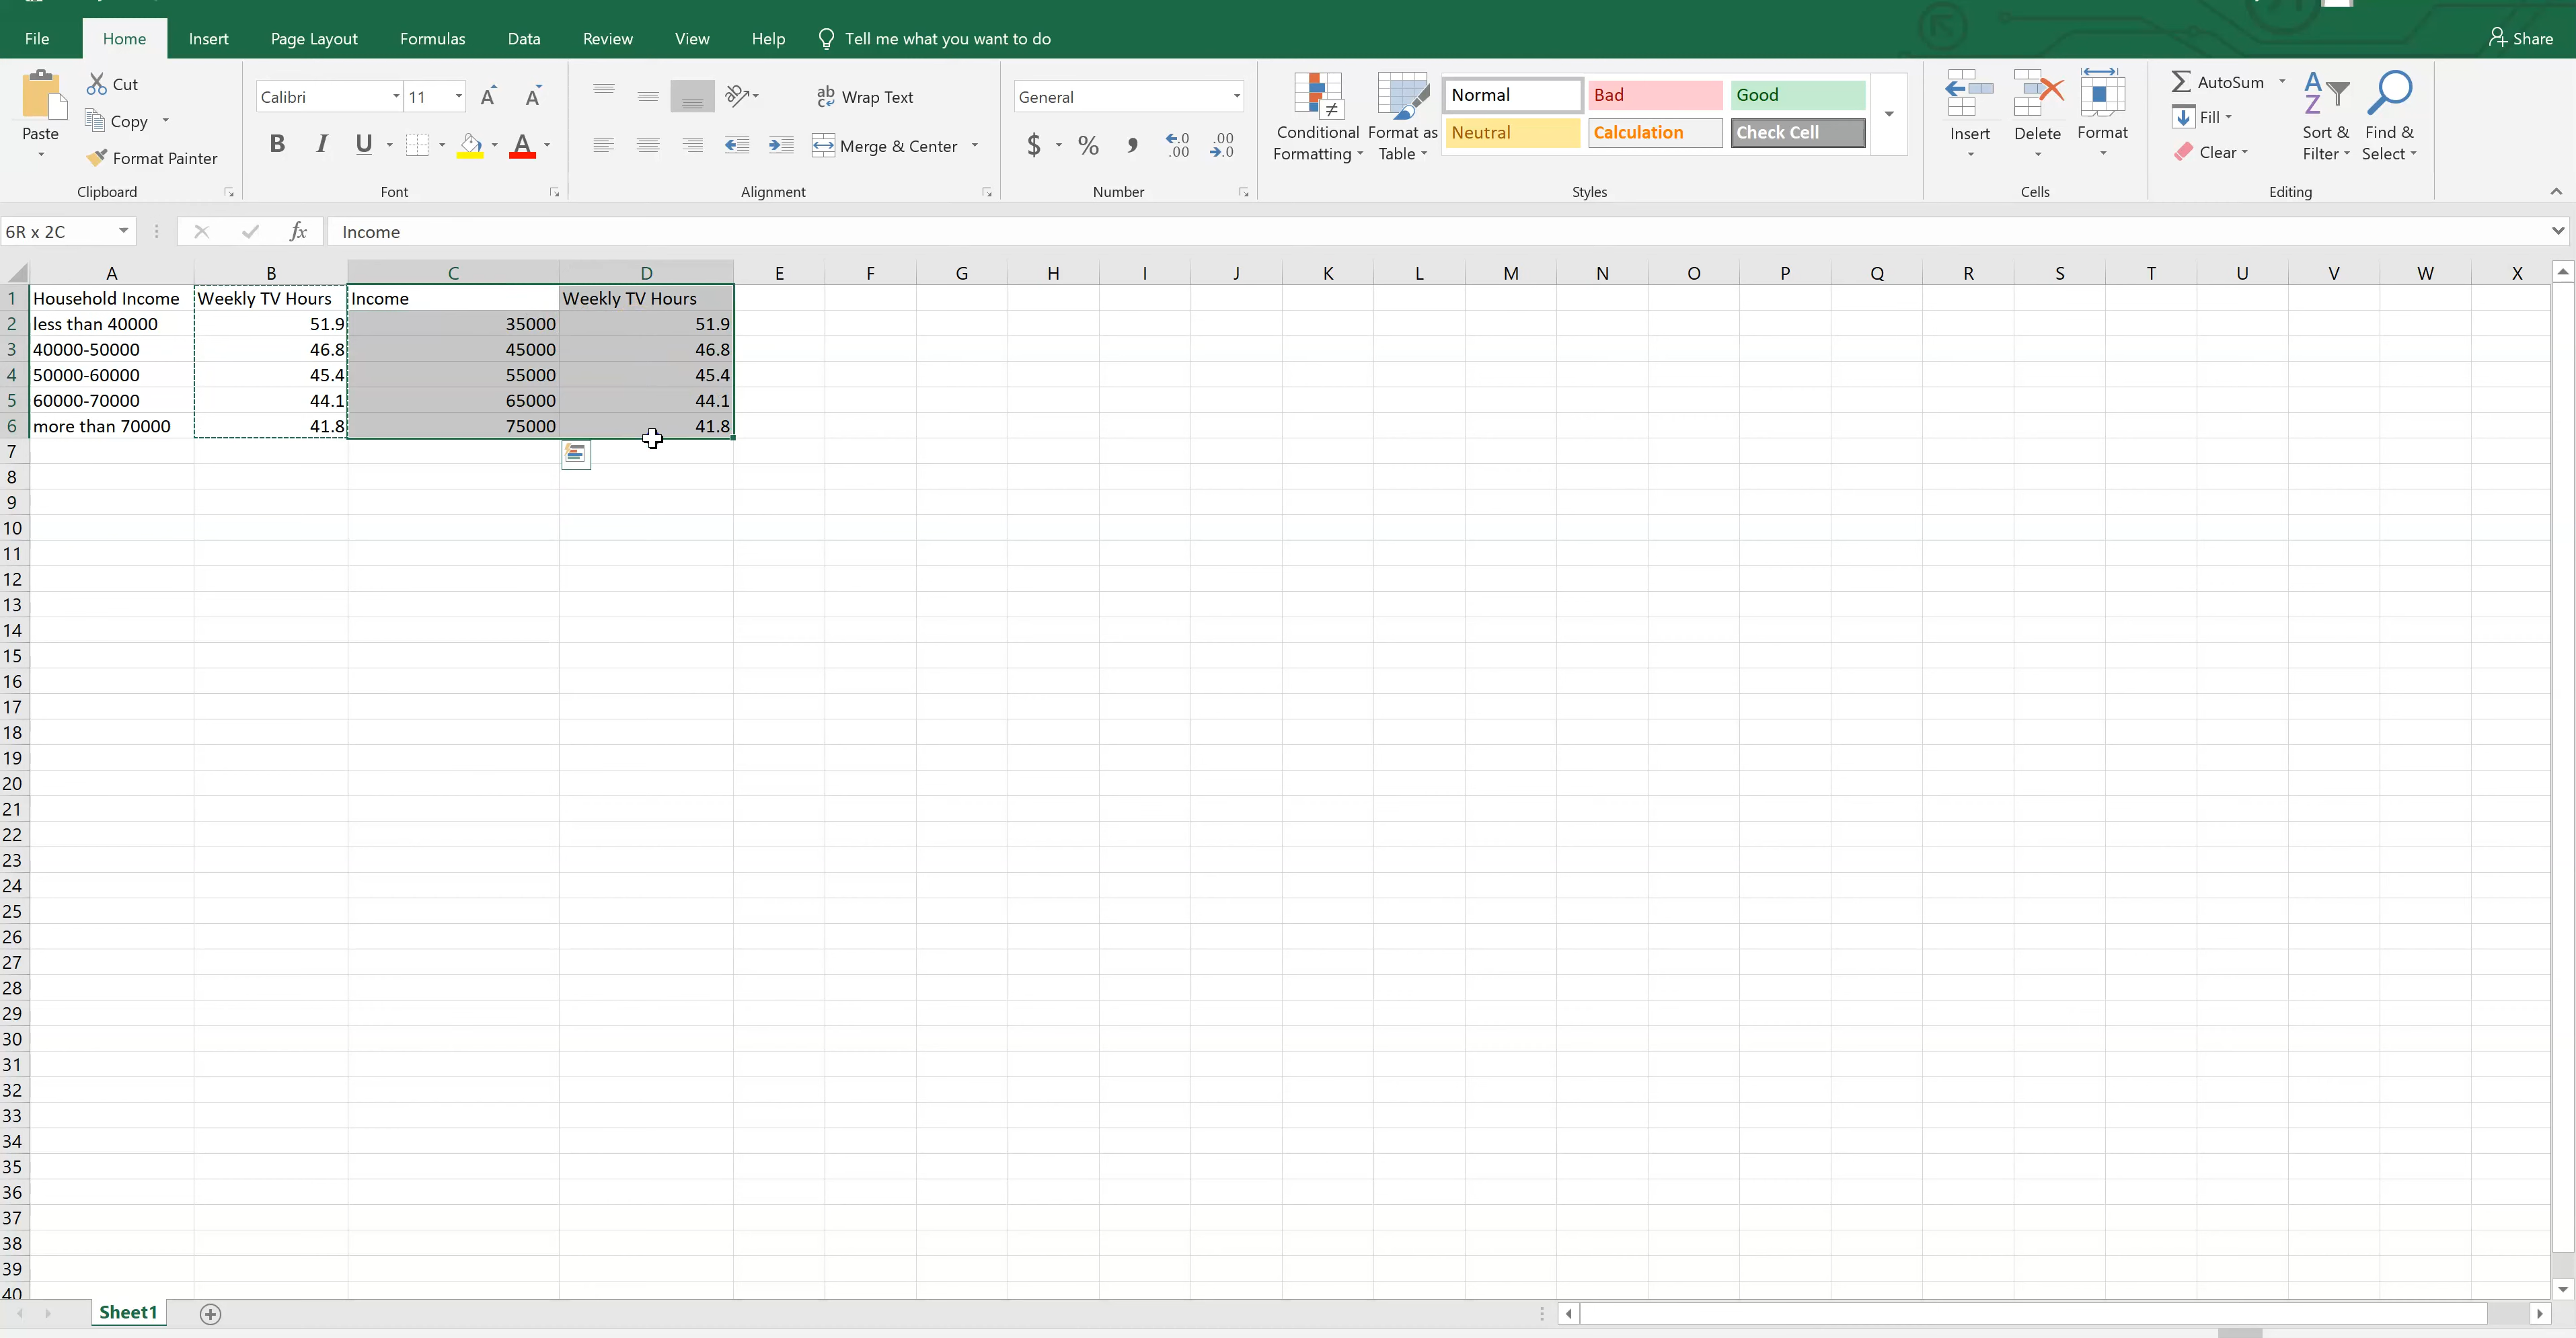 File Home Insert Page Layout Formulas Data Review View Help Tell me what you want to do Share
Paste
Cut
Copy
Format Painter
Clipboard
Calibri 11
B I U A
Font
ab Wrap Text
Merge & Center
Alignment
General
$ % ,
Number
Conditional Formatting
Format as Table
Normal Bad Good
Neutral Calculation Check Cell
Styles
Insert Delete Format
Cells
AutoSum
Fill
Clear
Sort & Filter
Find & Select
Editing
6R x 2C fx Income
A B C D E F G H I J K L M N O P Q R S T U V W X
1 Household Income Weekly TV Hours Income Weekly TV Hours
2 less than 40000 51.9 35000 51.9
3 40000-50000 46.8 45000 46.8
4 50000-60000 45.4 55000 45.4
5 60000-70000 44.1 65000 44.1
6 more than 70000 41.8 75000 41.8
7
8
9
10
11
12
13
14
15
16
17
18
19
20
21
22
23
24
25
26
27
28
29
30
31
32
33
34
35
36
37
38
39
40
Sheet1